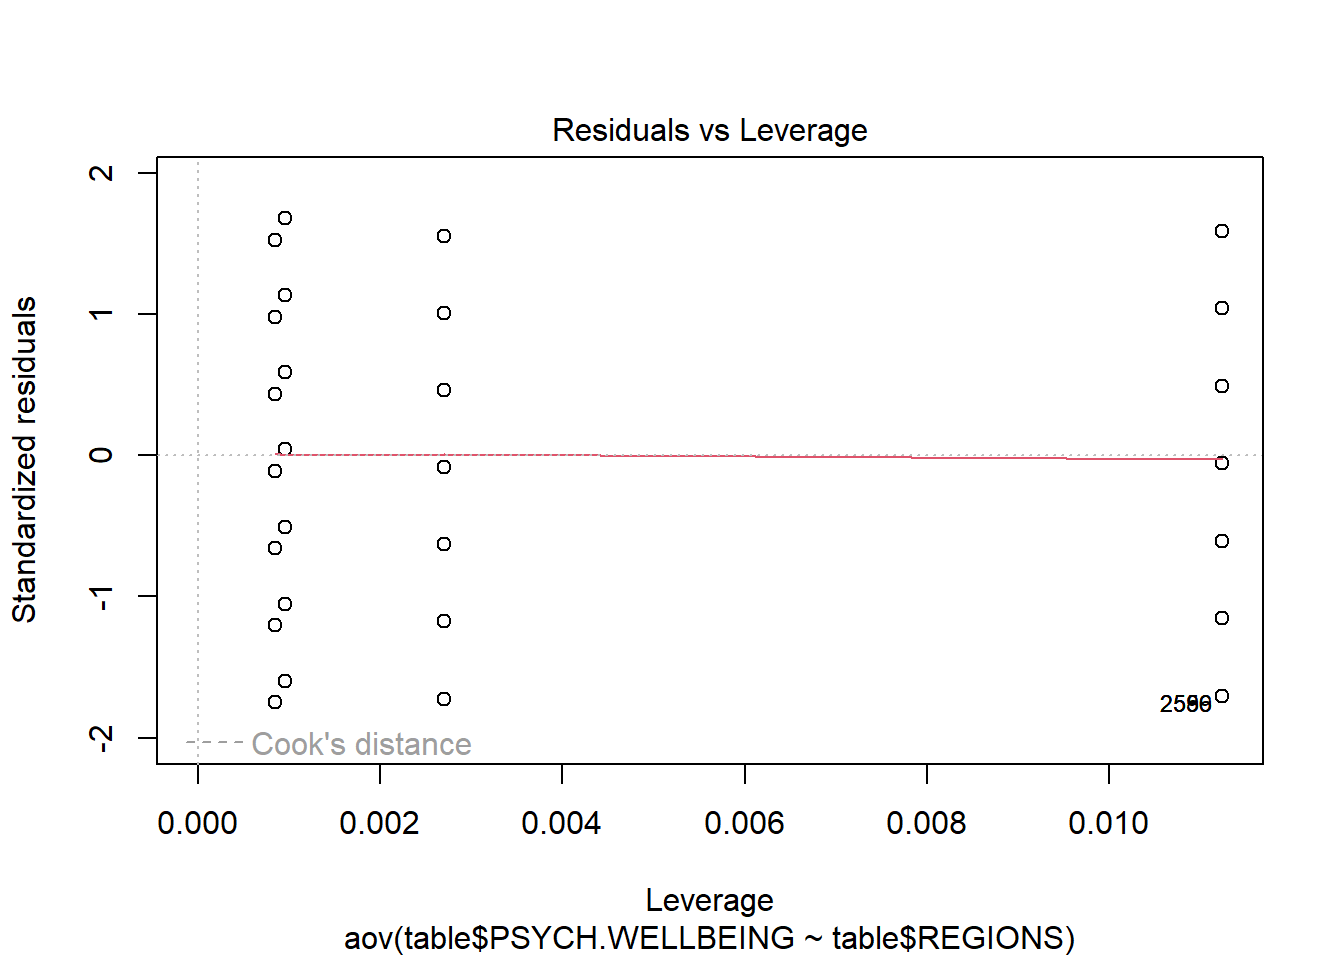 Residuals vs Leverage
Standardized residuals
2
1
0
-1
-2
Cook's distance
0.000 0.002 0.004 0.006 0.008 0.010
Leverage
aov(table$PSYCH.WELLBEING ~ table$REGIONS)